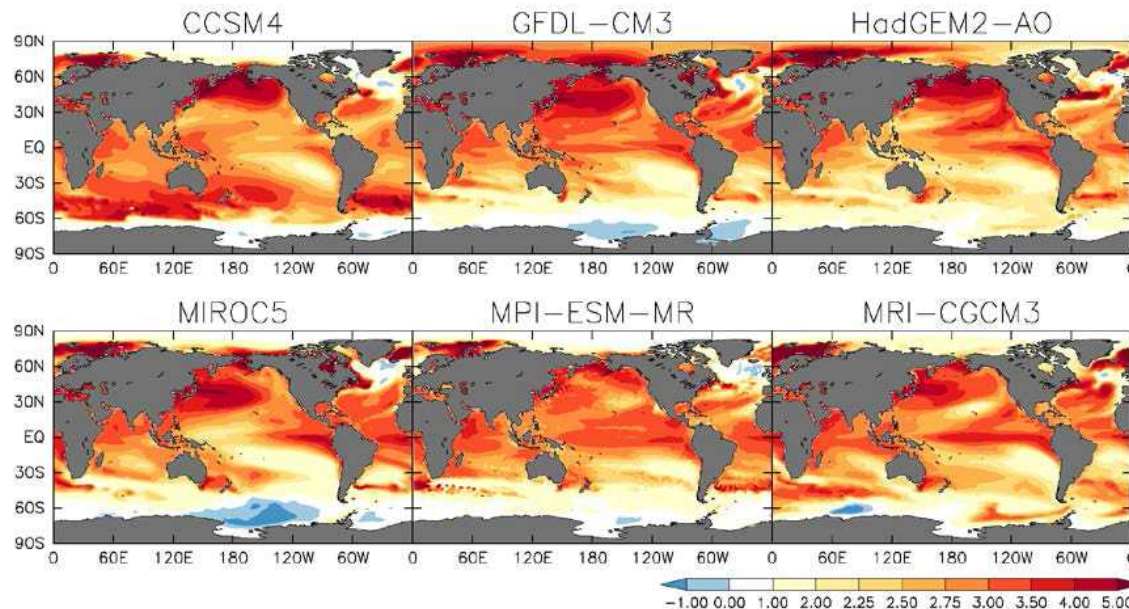 CCSM4 GFDL-CM3 HadGEM2-AO
90N
60N
30N
EQ
30S
60S
90S
0 60E 120E 180 120W 60W 60E 120E 180 120W 60W 60E 120E 180 120W 60W
MIROC5 MPI-ESM-MR MRI-CGCM3
90N
60N
30N
EQ
30S
60S
90S
0 60E 120E 180 120W 60W 0 60E 120E 180 120W 60W 0 60E 120E 180 120W 60W
-1.00 0.00 1.00 2.00 2.25 2.50 2.75 3.00 3.50 4.00 5.00